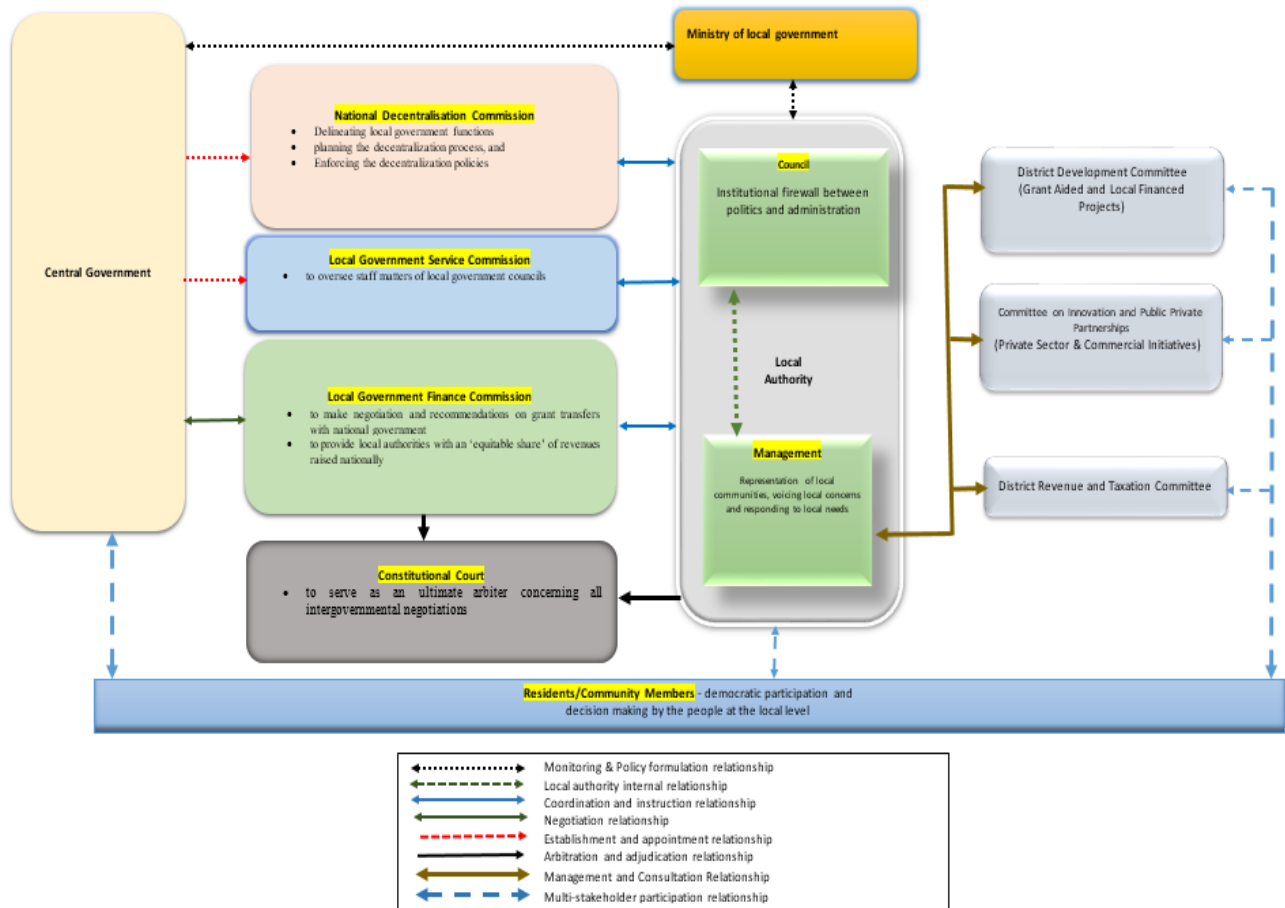 Ministry of local government
National Decentralisation Commission
• Delineating local government functions
• planning the decentralization process, and
• Enforcing the decentralization policies
Central Government
Local Government Service Commission
• to oversee staff matters of local government councils
Local Government Finance Commission
• to make negotiation and recommendations on grant transfers
with national government
• to provide local authorities with an ‘equitable share’ of revenues
raised nationally
Constitutional Court
• to serve as an ultimate arbiter concerning all
intergovernmental negotiations
Council
Institutional firewall between
politics and administration
Local
Authority
Management
Representation of local
communities, voicing local concerns
and responding to local needs
District Development Committee
(Grant Aided and Local Financed
Projects)
Committee on Innovation and Public Private
Partnerships
(Private Sector & Commercial Initiatives)
District Revenue and Taxation Committee
Residents/Community Members - democratic participation and
decision making by the people at the local level
Monitoring & Policy formulation relationship
Local authority internal relationship
Coordination and instruction relationship
Negotiation relationship
Establishment and appointment relationship
Arbitration and adjudication relationship
Management and Consultation Relationship
Multi-stakeholder participation relationship